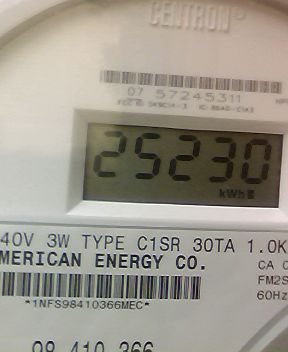 CENTRON
07 57245311
25230
kWh
40V 3W TYPE C1SR 30TA 1.0K
MERICAN ENERGY CO.
CA 0
FM2S
60Hz
*1NFS98410366MEC*
98 410 366